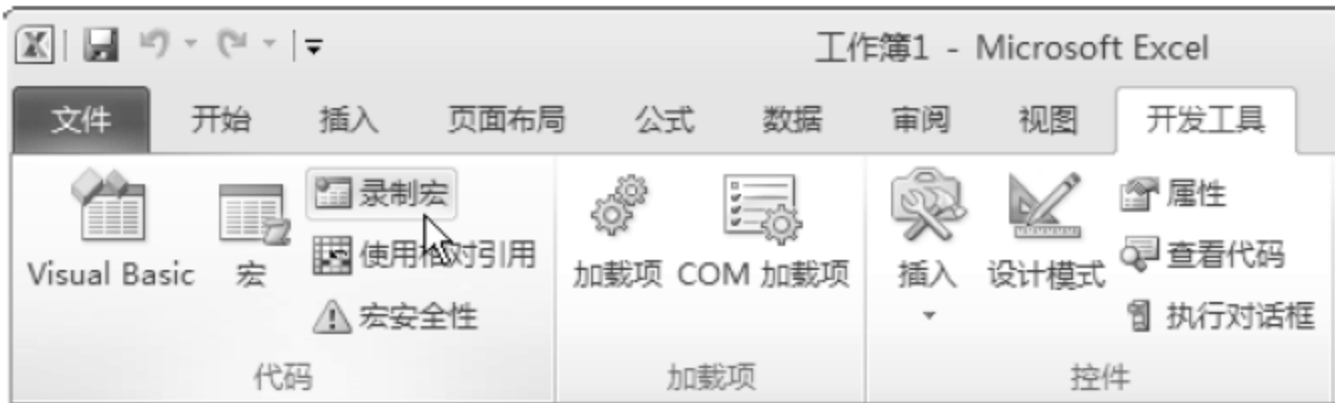 工作簿1 - Microsoft Excel
文件 开始 插入 页面布局 公式 数据 审阅 视图 开发工具
Visual Basic
宏
录制宏
使用相对引用
宏安全性
代码
加载项
COM 加载项
加载项
插入
设计模式
属性
查看代码
执行对话框
控件